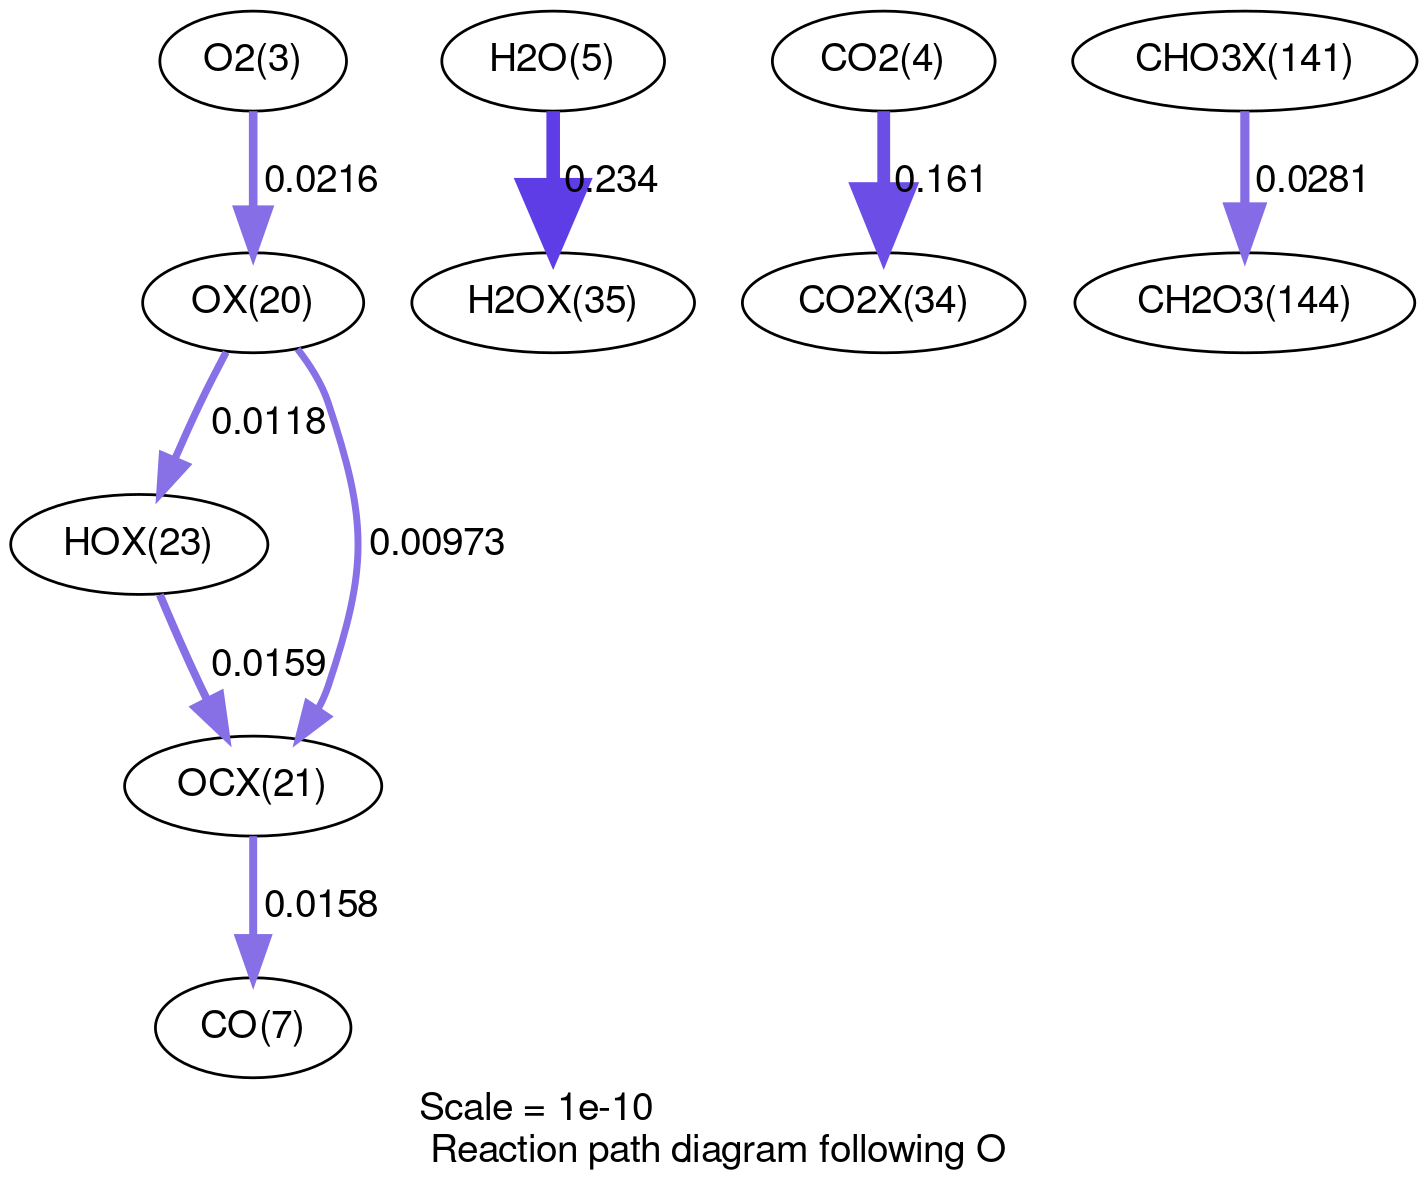 O2(3)
H2O(5)
CO2(4)
CHO3X(141)
0.0216
0.234
0.161
0.0281
OX(20)
H2OX(35)
CO2X(34)
CH2O3(144)
0.0118
HOX(23)
0.00973
0.0159
OCX(21)
0.0158
CO(7)
Scale = 1e-10
Reaction path diagram following O